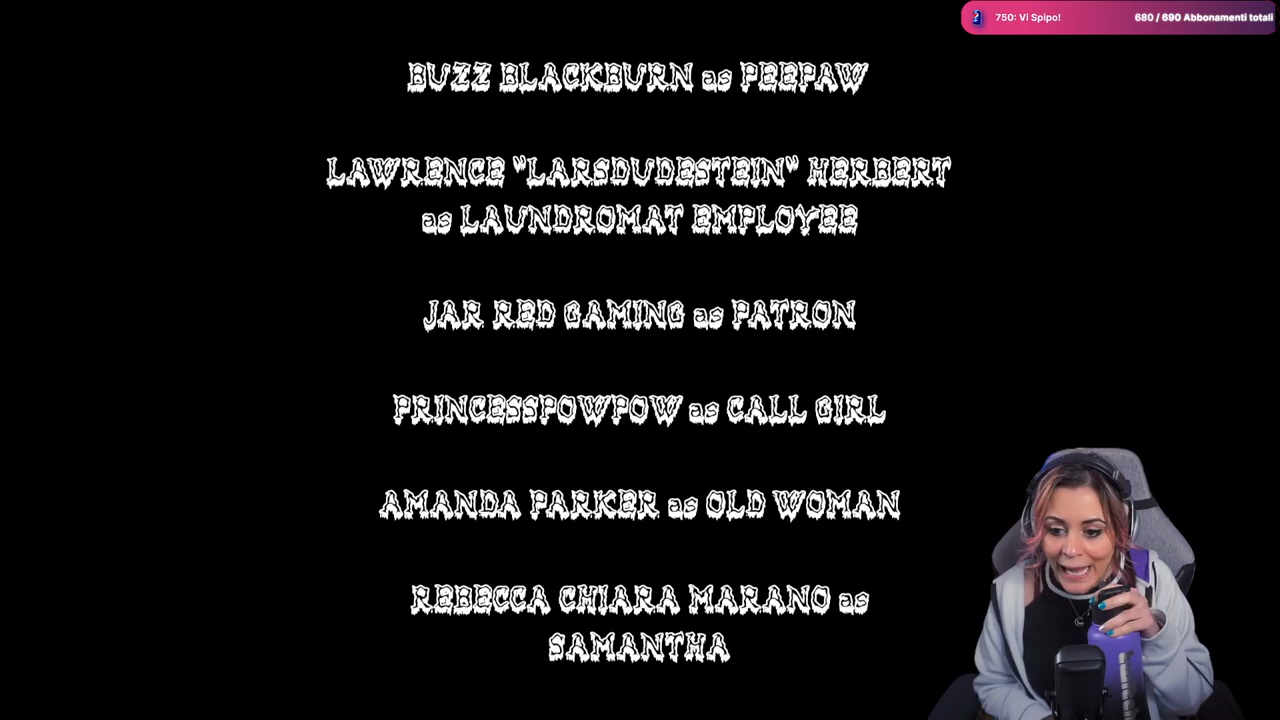 750: Vi Spipo!
680 / 690 Abbonamenti totali
BUZZ BLACKBURN as PEEPAW
LAWRENCE "LARSDUDESTEIN" HERBERT
as LAUNDROMAT EMPLOYEE
JAR RED GAMING as PATRON
PRINCESSPOWPOW as CALL GIRL
AMANDA PARKER as OLD WOMAN
REBECCA CHIARA MARANO as
SAMANTHA